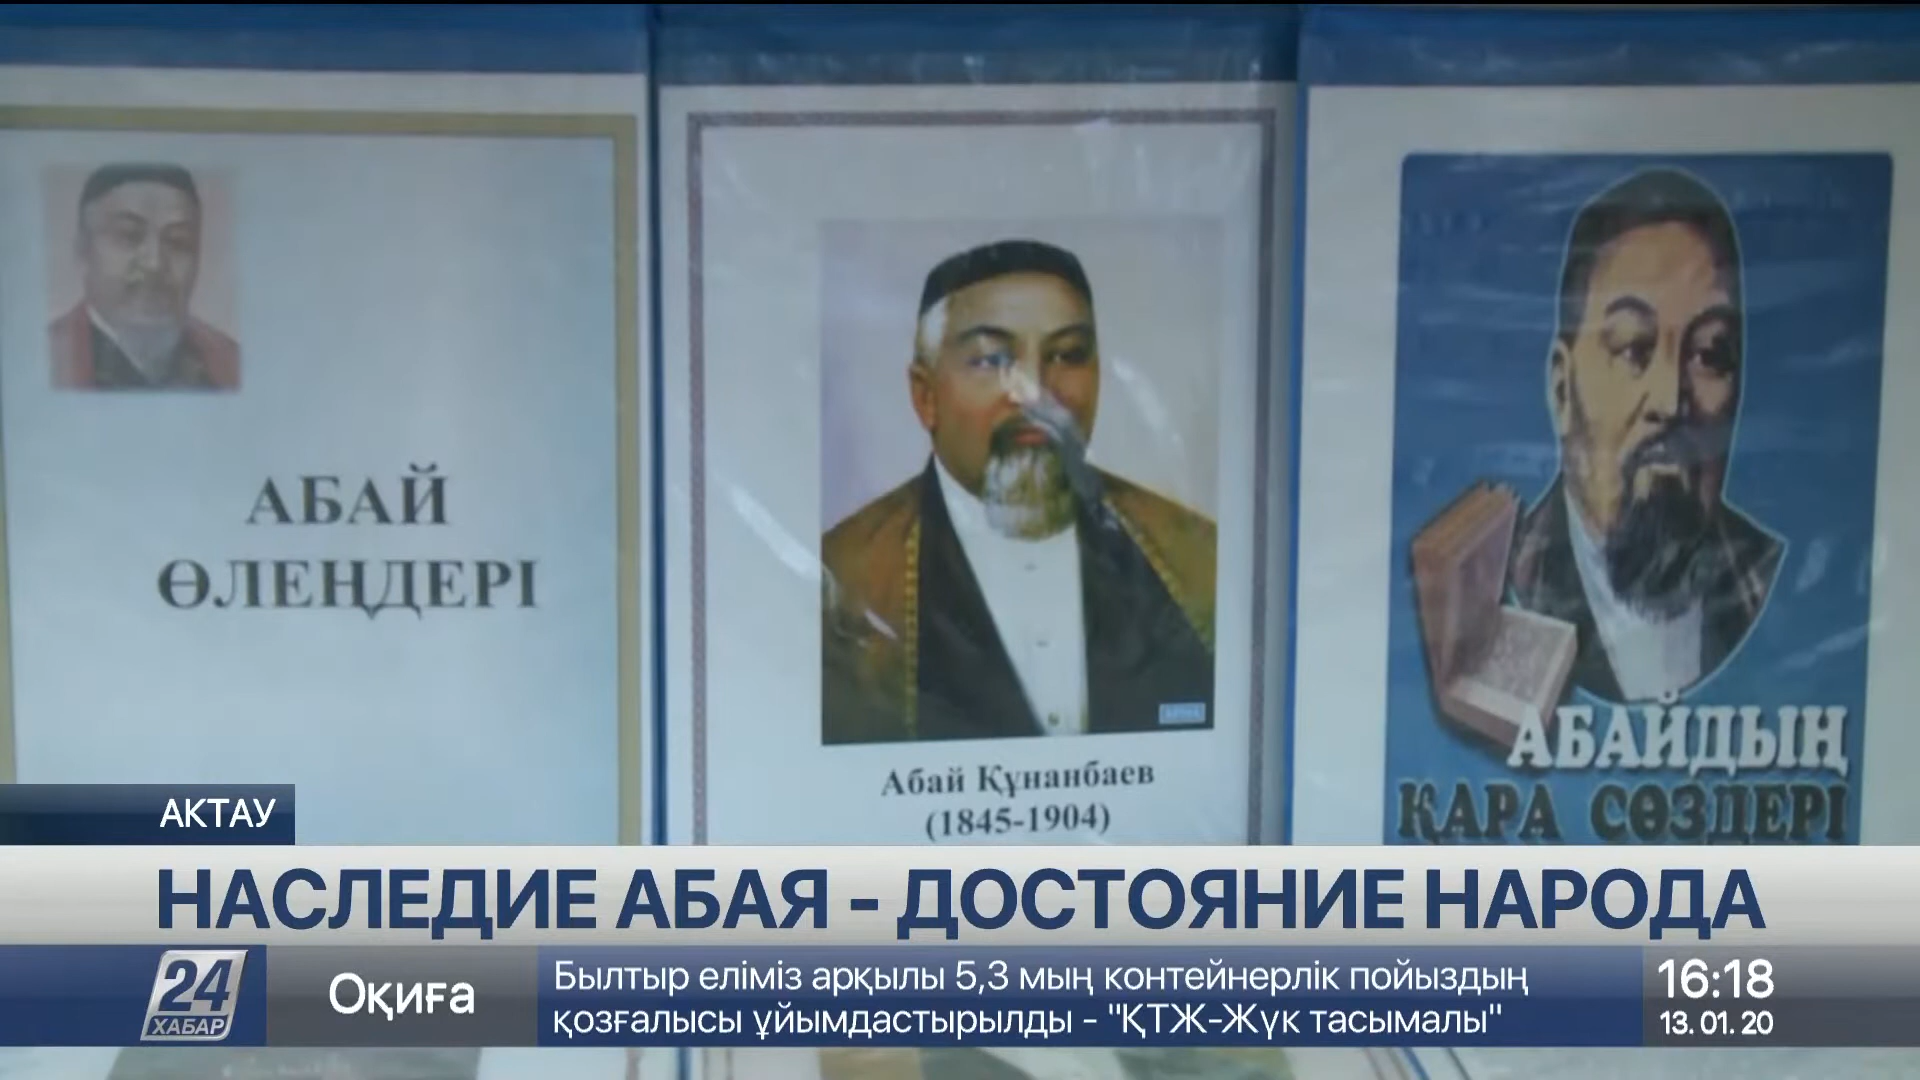 АБАЙ
ӨЛЕҢДЕРІ
Абай Құнанбаев
(1845-1904)
АБАЙДЫҢ
ҚАРА СӨЗДЕРІ
АКТАУ
НАСЛЕДИЕ АБАЯ - ДОСТОЯНИЕ НАРОДА
24
ХАБАР
Оқиға
Былтыр еліміз арқылы 5,3 мың контейнерлік пойыздың
қозғалысы ұйымдастырылды - "ҚТЖ-Жүк тасымалы"
16:18
13. 01. 20